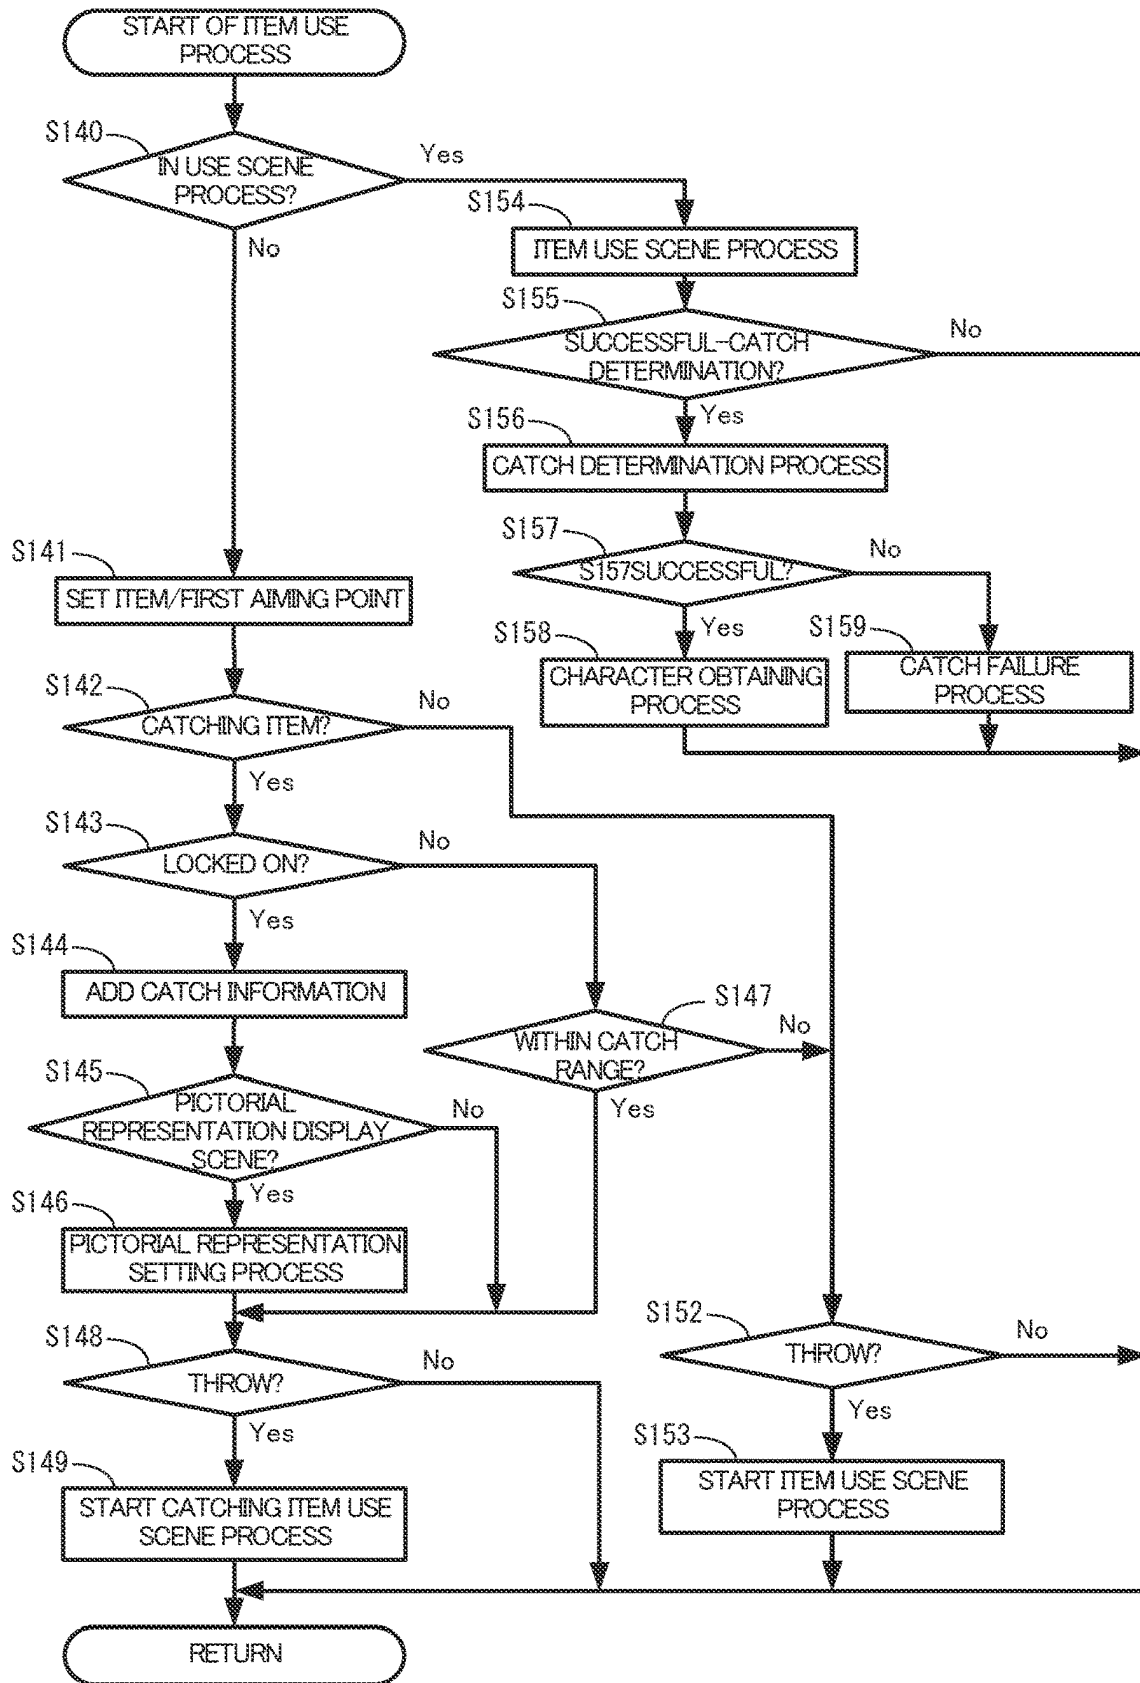 START OF ITEM USE
PROCESS
S140
IN USE SCENE
PROCESS?
Yes
No
S154
ITEM USE SCENE PROCESS
S155
SUCCESSFUL-CATCH
DETERMINATION?
No
Yes
S156
CATCH DETERMINATION PROCESS
S157
S157SUCCESSFUL?
No
Yes
S158
CHARACTER OBTAINING
PROCESS
S159
CATCH FAILURE
PROCESS
S141
SET ITEM/FIRST AIMING POINT
S142
CATCHING ITEM?
No
Yes
S143
LOCKED ON?
No
Yes
S144
ADD CATCH INFORMATION
S147
WITHIN CATCH
RANGE?
No
Yes
S145
PICTORIAL
REPRESENTATION DISPLAY
SCENE?
No
Yes
S146
PICTORIAL REPRESENTATION
SETTING PROCESS
S148
THROW?
No
Yes
S149
START CATCHING ITEM USE
SCENE PROCESS
S152
THROW?
No
Yes
S153
START ITEM USE SCENE
PROCESS
RETURN